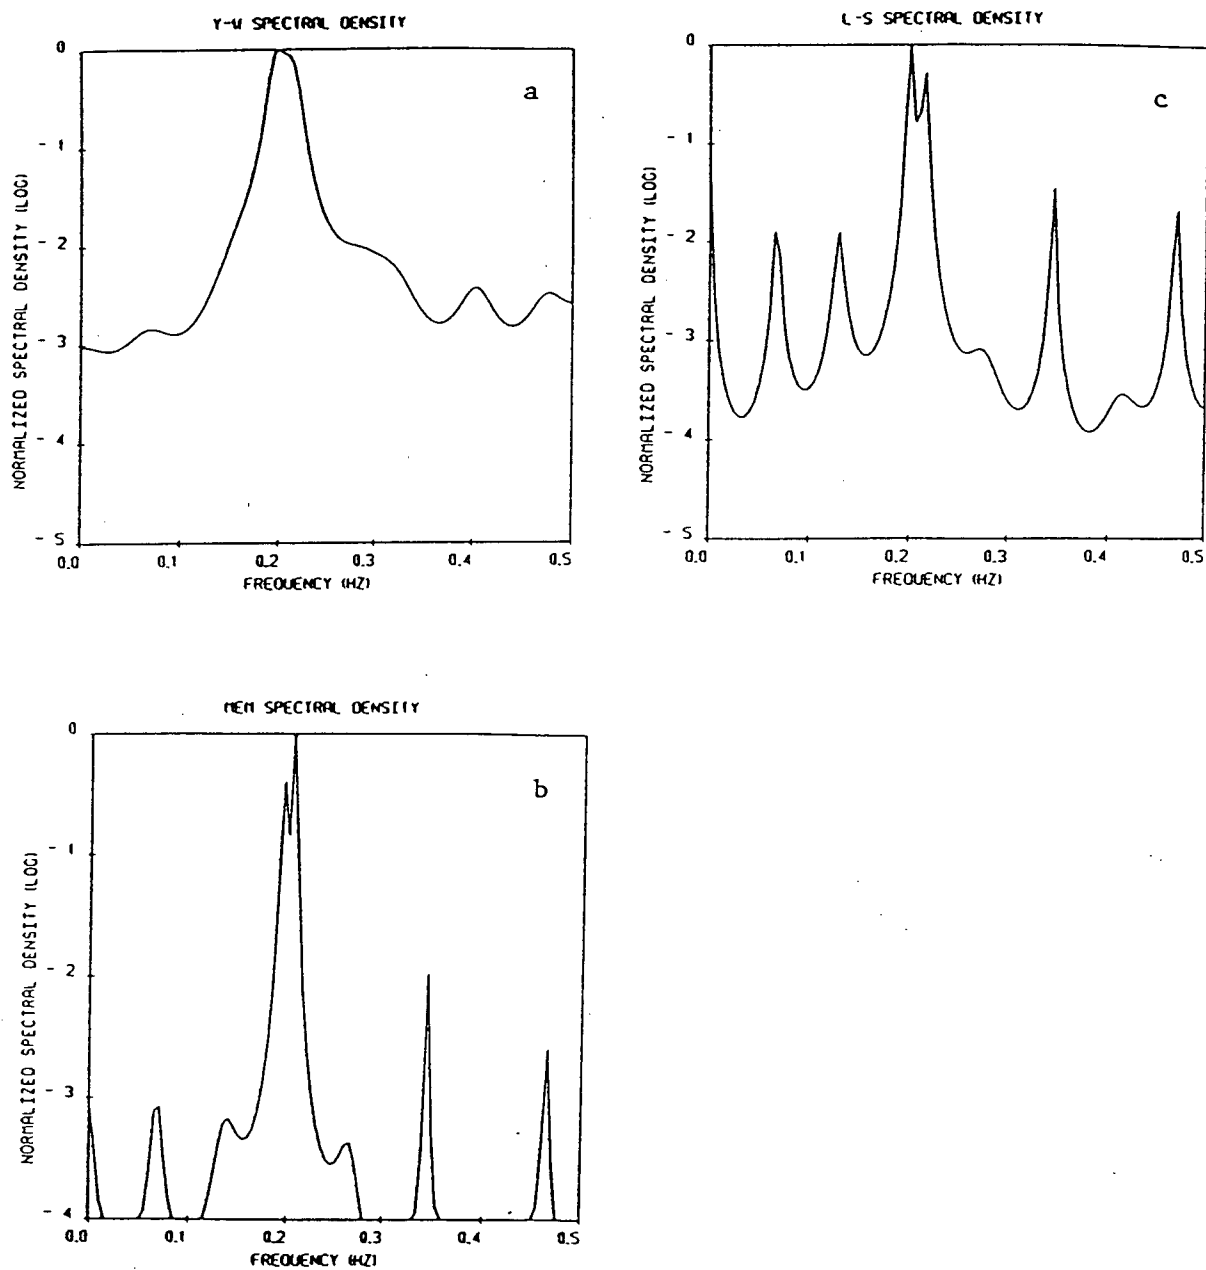 Y-W SPECTRAL DENSITY
a
NORMALIZED SPECTRAL DENSITY (LOG)
0
- 1
- 2
- 3
- 4
- 5
0.0 0.1 0.2 0.3 0.4 0.5
FREQUENCY (HZ)
L-S SPECTRAL DENSITY
c
NORMALIZED SPECTRAL DENSITY (LOG)
0
- 1
- 2
- 3
- 4
- 5
0.0 0.1 0.2 0.3 0.4 0.5
FREQUENCY (HZ)
MEM SPECTRAL DENSITY
b
NORMALIZED SPECTRAL DENSITY (LOG)
0
- 1
- 2
- 3
- 4
0.0 0.1 0.2 0.3 0.4 0.5
FREQUENCY (HZ)